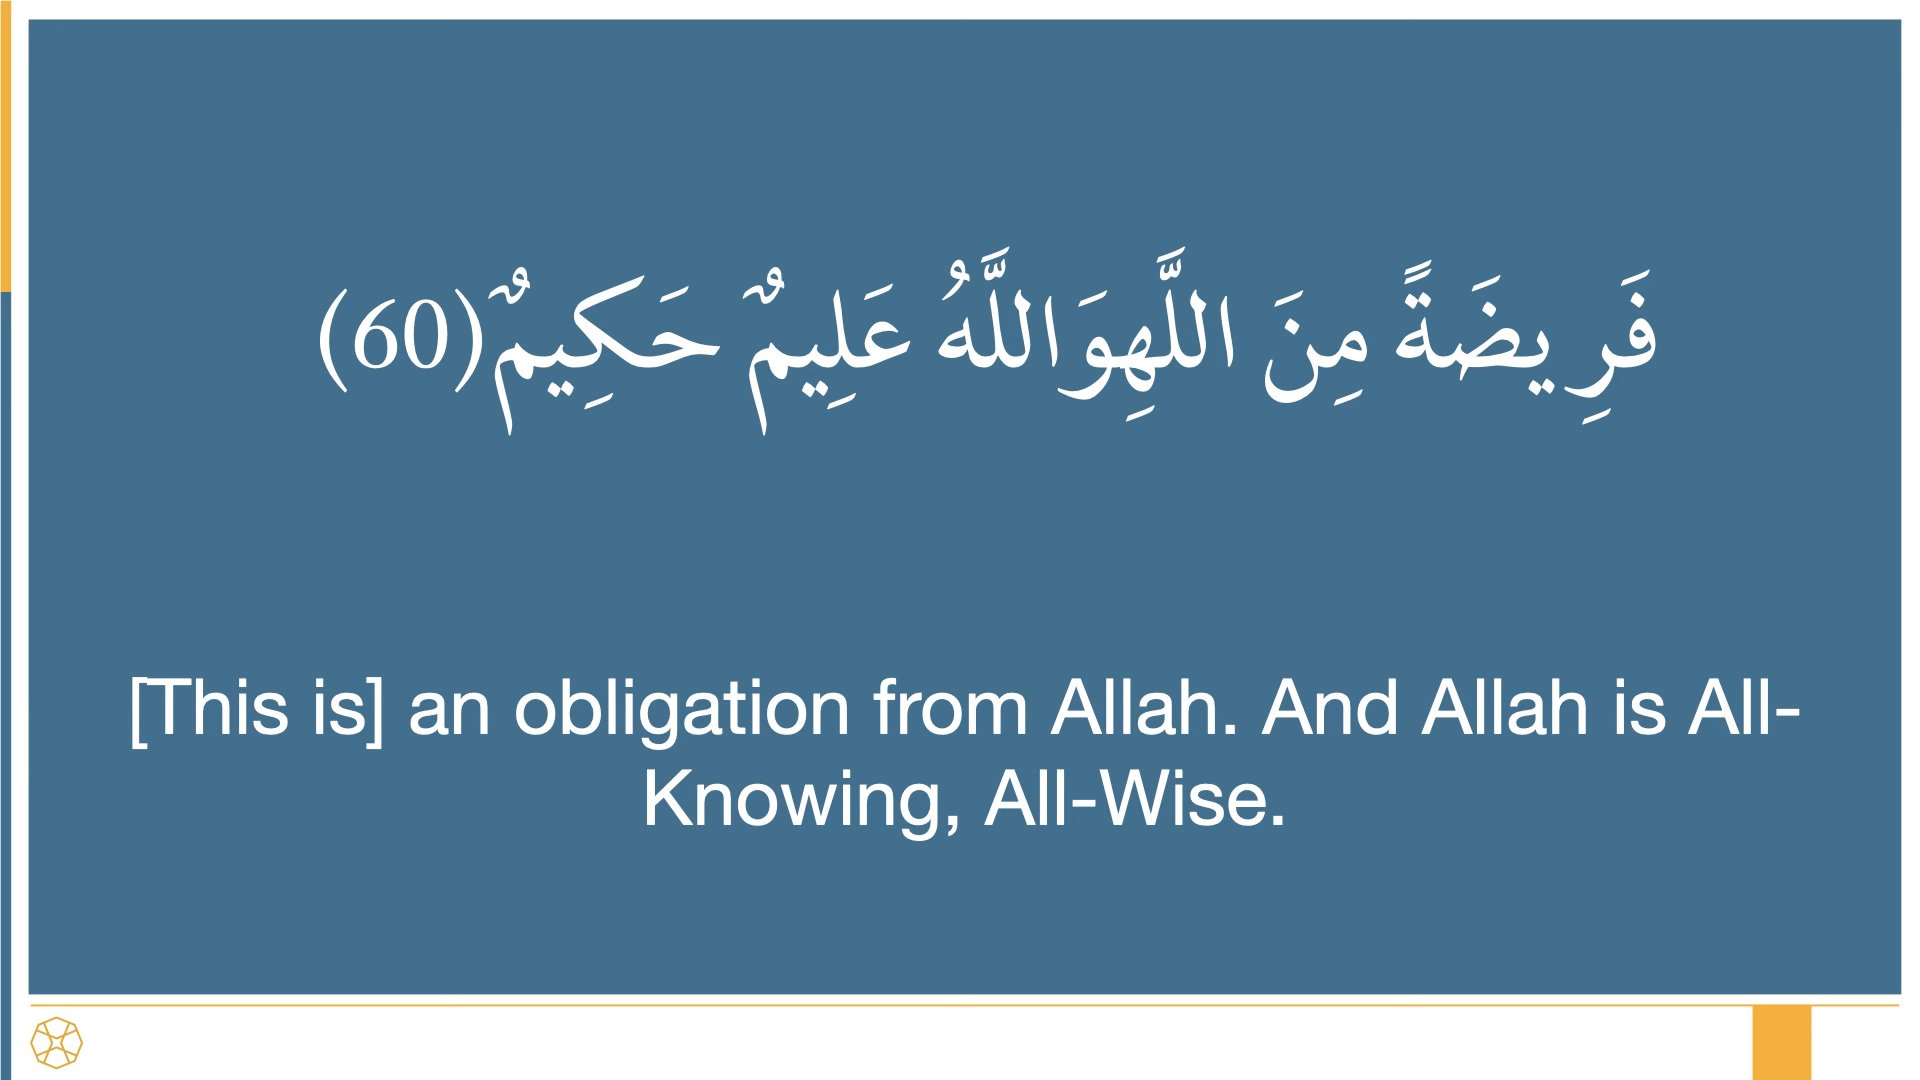 فَرِيضَةً مِنَ اللَّهِوَاللَّهُ عَلِيمٌ حَكِيمٌ(60)
[This is] an obligation from Allah. And Allah is All-
Knowing, All-Wise.